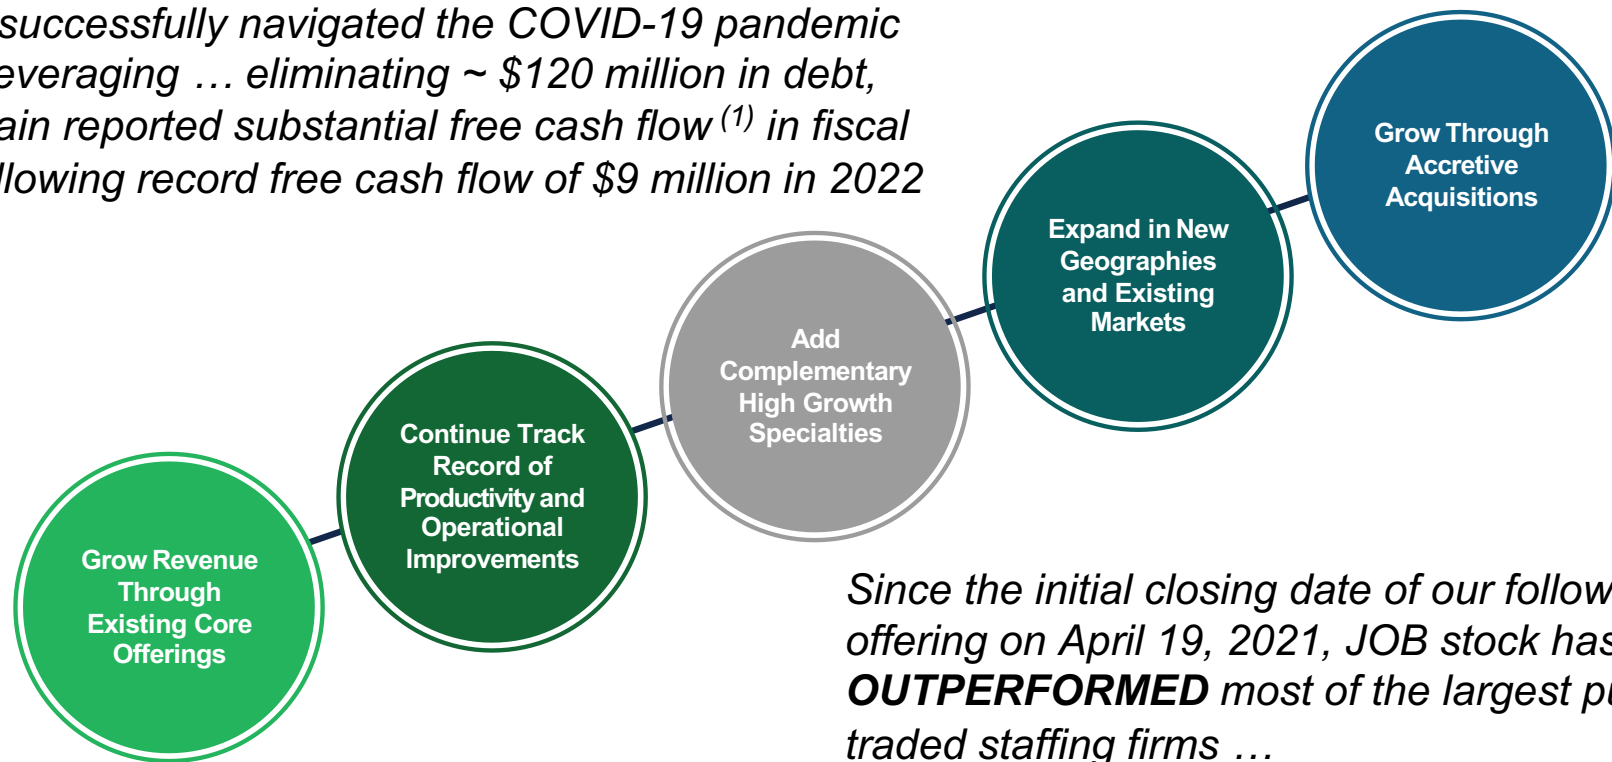 successfully navigated the COVID-19 pandemic
everaging … eliminating ~ $120 million in debt,
ain reported substantial free cash flow (1) in fiscal
llowing record free cash flow of $9 million in 2022
Grow Through
Accretive
Acquisitions
Expand in New
Geographies
and Existing
Markets
Add
Complementary
High Growth
Specialties
Continue Track
Record of
Productivity and
Operational
Improvements
Grow Revenue
Through
Existing Core
Offerings
Since the initial closing date of our follow
offering on April 19, 2021, JOB stock has
OUTPERFORMED most of the largest pu
traded staffing firms …